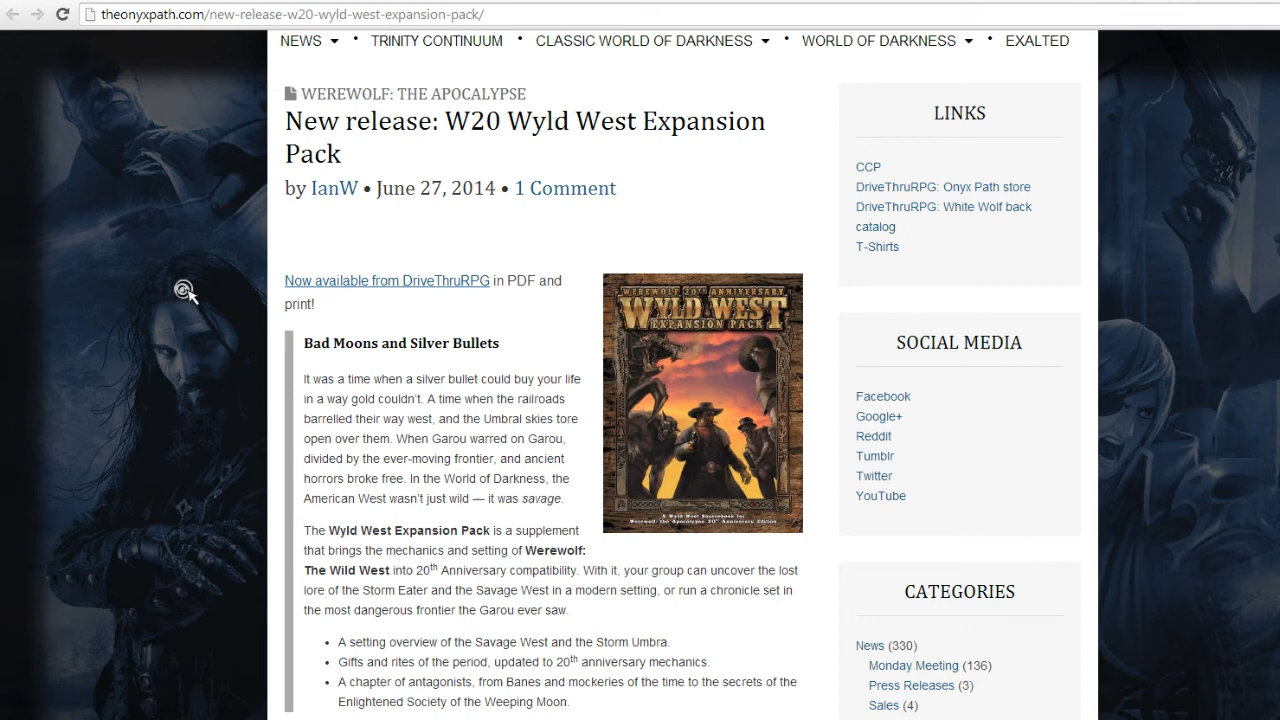 theonyxpath.com/new-release-w20-wyld-west-expansion-pack/
NEWS • TRINITY CONTINUUM • CLASSIC WORLD OF DARKNESS • WORLD OF DARKNESS • EXALTED
WEREWOLF: THE APOCALYPSE
New release: W20 Wyld West Expansion
Pack
by IanW • June 27, 2014 • 1 Comment
Now available from DriveThruRPG in PDF and
print!
WEREWOLF 20TH ANNIVERSARY
WYLD WEST
EXPANSION PACK
A Wyld West Sourcebook for
Werewolf: the Apocalypse 20th Anniversary Edition
Bad Moons and Silver Bullets
It was a time when a silver bullet could buy your life
in a way gold couldn't. A time when the railroads
barrelled their way west, and the Umbral skies tore
open over them. When Garou warred on Garou,
divided by the ever-moving frontier, and ancient
horrors broke free. In the World of Darkness, the
American West wasn't just wild — it was savage.
The Wyld West Expansion Pack is a supplement
that brings the mechanics and setting of Werewolf:
The Wild West into 20th Anniversary compatibility. With it, your group can uncover the lost
lore of the Storm Eater and the Savage West in a modern setting, or run a chronicle set in
the most dangerous frontier the Garou ever saw.
• A setting overview of the Savage West and the Storm Umbra.
• Gifts and rites of the period, updated to 20th anniversary mechanics.
• A chapter of antagonists, from Banes and mockeries of the time to the secrets of the
Enlightened Society of the Weeping Moon.
LINKS
CCP
DriveThruRPG: Onyx Path store
DriveThruRPG: White Wolf back
catalog
T-Shirts
SOCIAL MEDIA
Facebook
Google+
Reddit
Tumblr
Twitter
YouTube
CATEGORIES
News (330)
Monday Meeting (136)
Press Releases (3)
Sales (4)